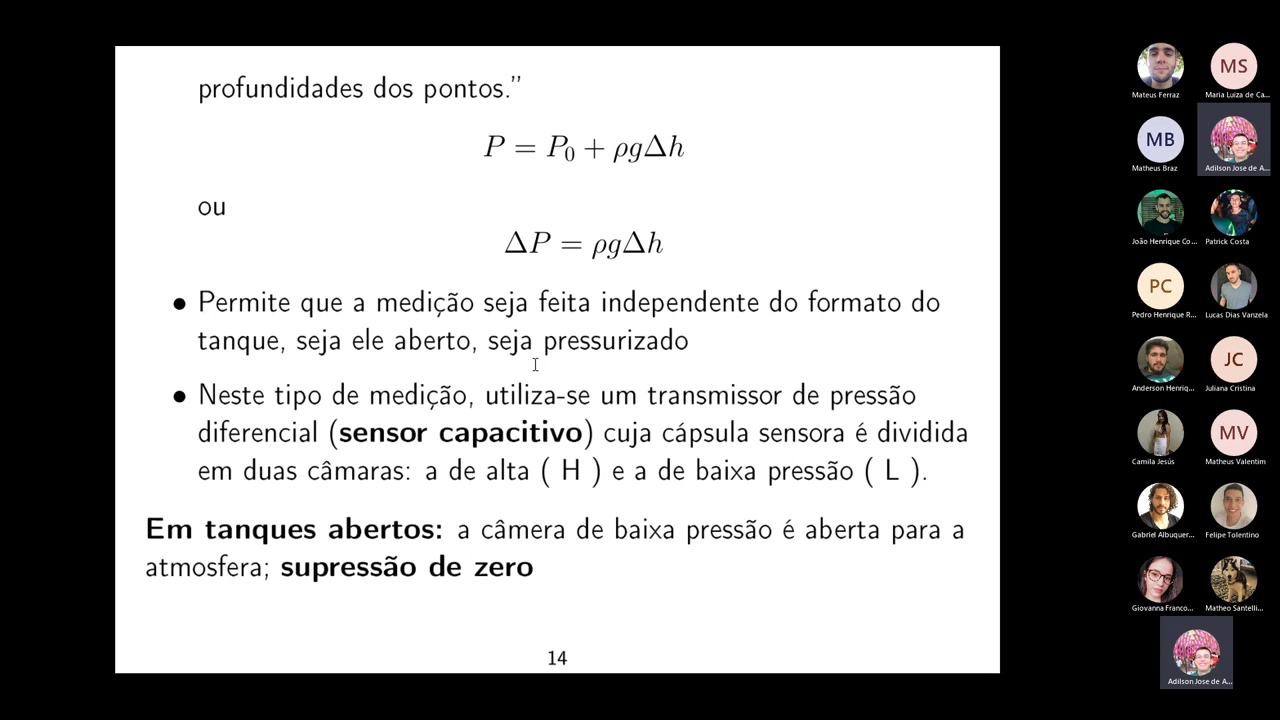 profundidades dos pontos.”
P = P₀ + ρgΔh
ou
ΔP = ρgΔh
• Permite que a medição seja feita independente do formato do
tanque, seja ele aberto, seja pressurizado
• Neste tipo de medição, utiliza-se um transmissor de pressão
diferencial (sensor capacitivo) cuja cápsula sensora é dividida
em duas câmaras: a de alta ( H ) e a de baixa pressão ( L ).
Em tanques abertos: a câmera de baixa pressão é aberta para a
atmosfera; supressão de zero
14
MS
Mateus Ferraz
Maria Luiza de Ca...
MB
Matheus Braz
Adilson Jose de A...
João Henrique Co...
Patrick Costa
PC
Pedro Henrique R...
Lucas Dias Vanzela
JC
Anderson Henriq...
Juliana Cristina
MV
Camila Jesús
Matheus Valentim
Gabriel Albuquer...
Felipe Tolentino
Giovanna Franco...
Matheo Santelli...
Adilson Jose de A...